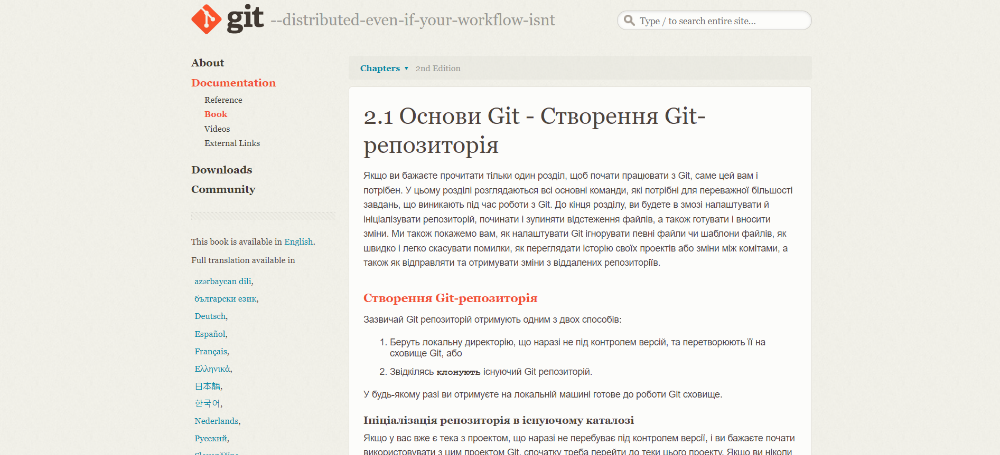 git --distributed-even-if-your-workflow-isnt
Type / to search entire site...
About
Documentation
Reference
Book
Videos
External Links
Downloads
Community
This book is available in English.
Full translation available in
azərbaycan dili,
български език,
Deutsch,
Español,
Français,
Ελληνικά,
日本語,
한국어,
Nederlands,
Русский,
Slovenščina,
Chapters ▾ 2nd Edition
2.1 Основи Git - Створення Git-
репозиторія
Якщо ви бажаєте прочитати тільки один розділ, щоб почати працювати з Git, саме цей вам і
потрібен. У цьому розділі розглядаються всі основні команди, які потрібні для переважної більшості
завдань, що виникають під час роботи з Git. До кінця розділу, ви будете в змозі налаштувати й
ініціалізувати репозиторій, починати і зупиняти відстеження файлів, а також готувати і вносити
зміни. Ми також покажемо вам, як налаштувати Git ігнорувати певні файли чи шаблони файлів, як
швидко і легко скасувати помилки, як переглядати історію своїх проектів або зміни між комітами, а
також як відправляти та отримувати зміни з віддалених репозиторіїв.
Створення Git-репозиторія
Зазвичай Git репозиторій отримують одним з двох способів:
1. Беруть локальну директорію, що наразі не під контролем версій, та перетворюють її на
сховище Git, або
2. Звідкілясь клонують існуючий Git репозиторій.
У будь-якому разі ви отримуєте на локальній машині готове до роботи Git сховище.
Ініціалізація репозиторія в існуючому каталозі
Якщо у вас вже є тека з проектом, що наразі не перебуває під контролем версії, і ви бажаєте почати
використовувати з цим проектом Git, спочатку треба перейти до теки цього проекту. Якщо ви ніколи